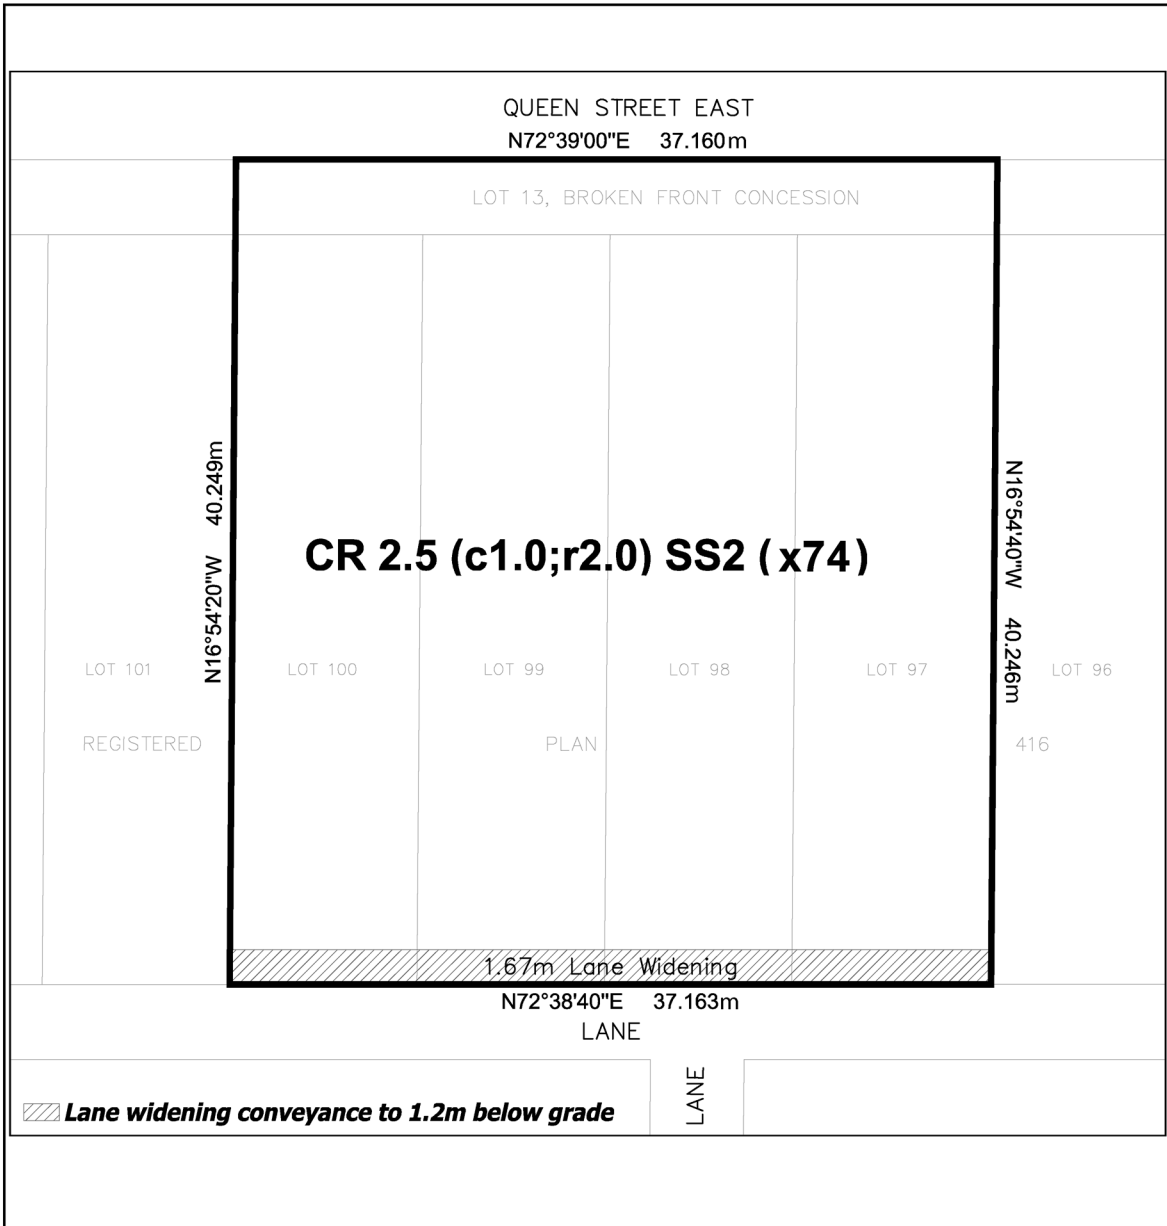 QUEEN STREET EAST
N72°39'00"E 37.160m
LOT 13, BROKEN FRONT CONCESSION
N16°54'20"W 40.249m
N16°54'40"W 40.246m
CR 2.5 (c1.0;r2.0) SS2 ( x74 )
LOT 101 LOT 100 LOT 99 LOT 98 LOT 97 LOT 96
REGISTERED PLAN 416
1.67m Lane Widening
N72°38'40"E 37.163m
LANE
LANE
Lane widening conveyance to 1.2m below grade